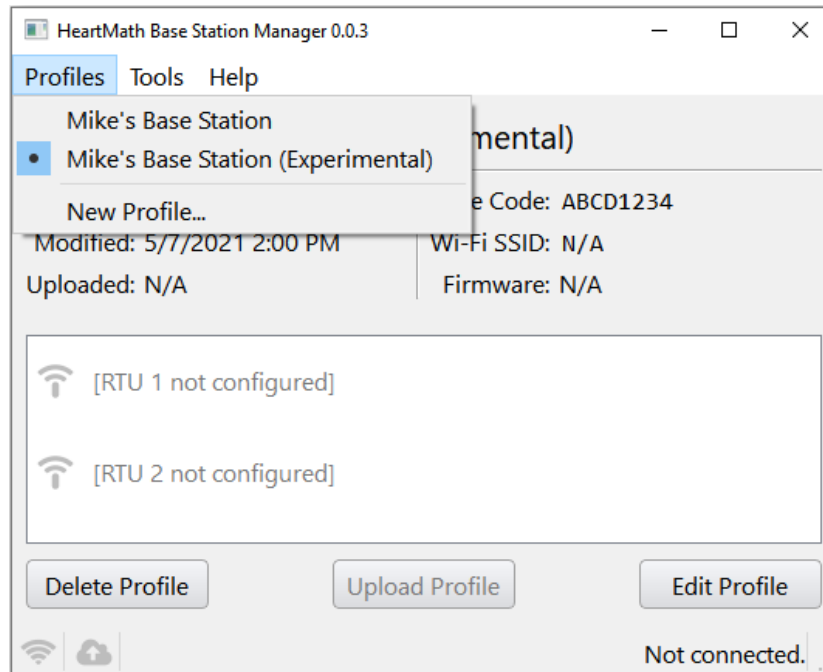 HeartMath Base Station Manager 0.0.3
Profiles Tools Help
Mike's Base Station
Mike's Base Station (Experimental)
New Profile...
mental)
e Code: ABCD1234
Modified: 5/7/2021 2:00 PM
Wi-Fi SSID: N/A
Uploaded: N/A
Firmware: N/A
[RTU 1 not configured]
[RTU 2 not configured]
Delete Profile
Upload Profile
Edit Profile
Not connected.